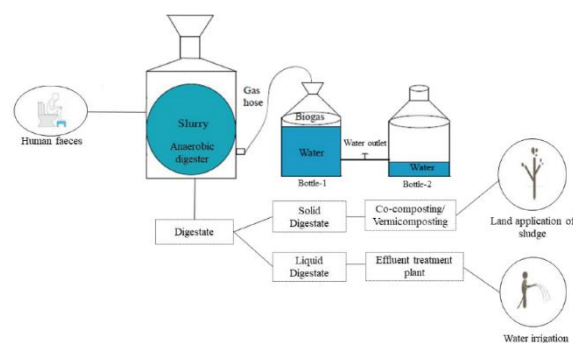 Human faeces
Slurry
Anaerobic
digester
Gas
hose
Biogas
Water
Bottle-1
Water outlet
Water
Bottle-2
Digestate
Solid
Digestate
Co-composting/
Vermicomposting
Land application of
sludge
Liquid
Digestate
Effluent treatment
plant
Water irrigation